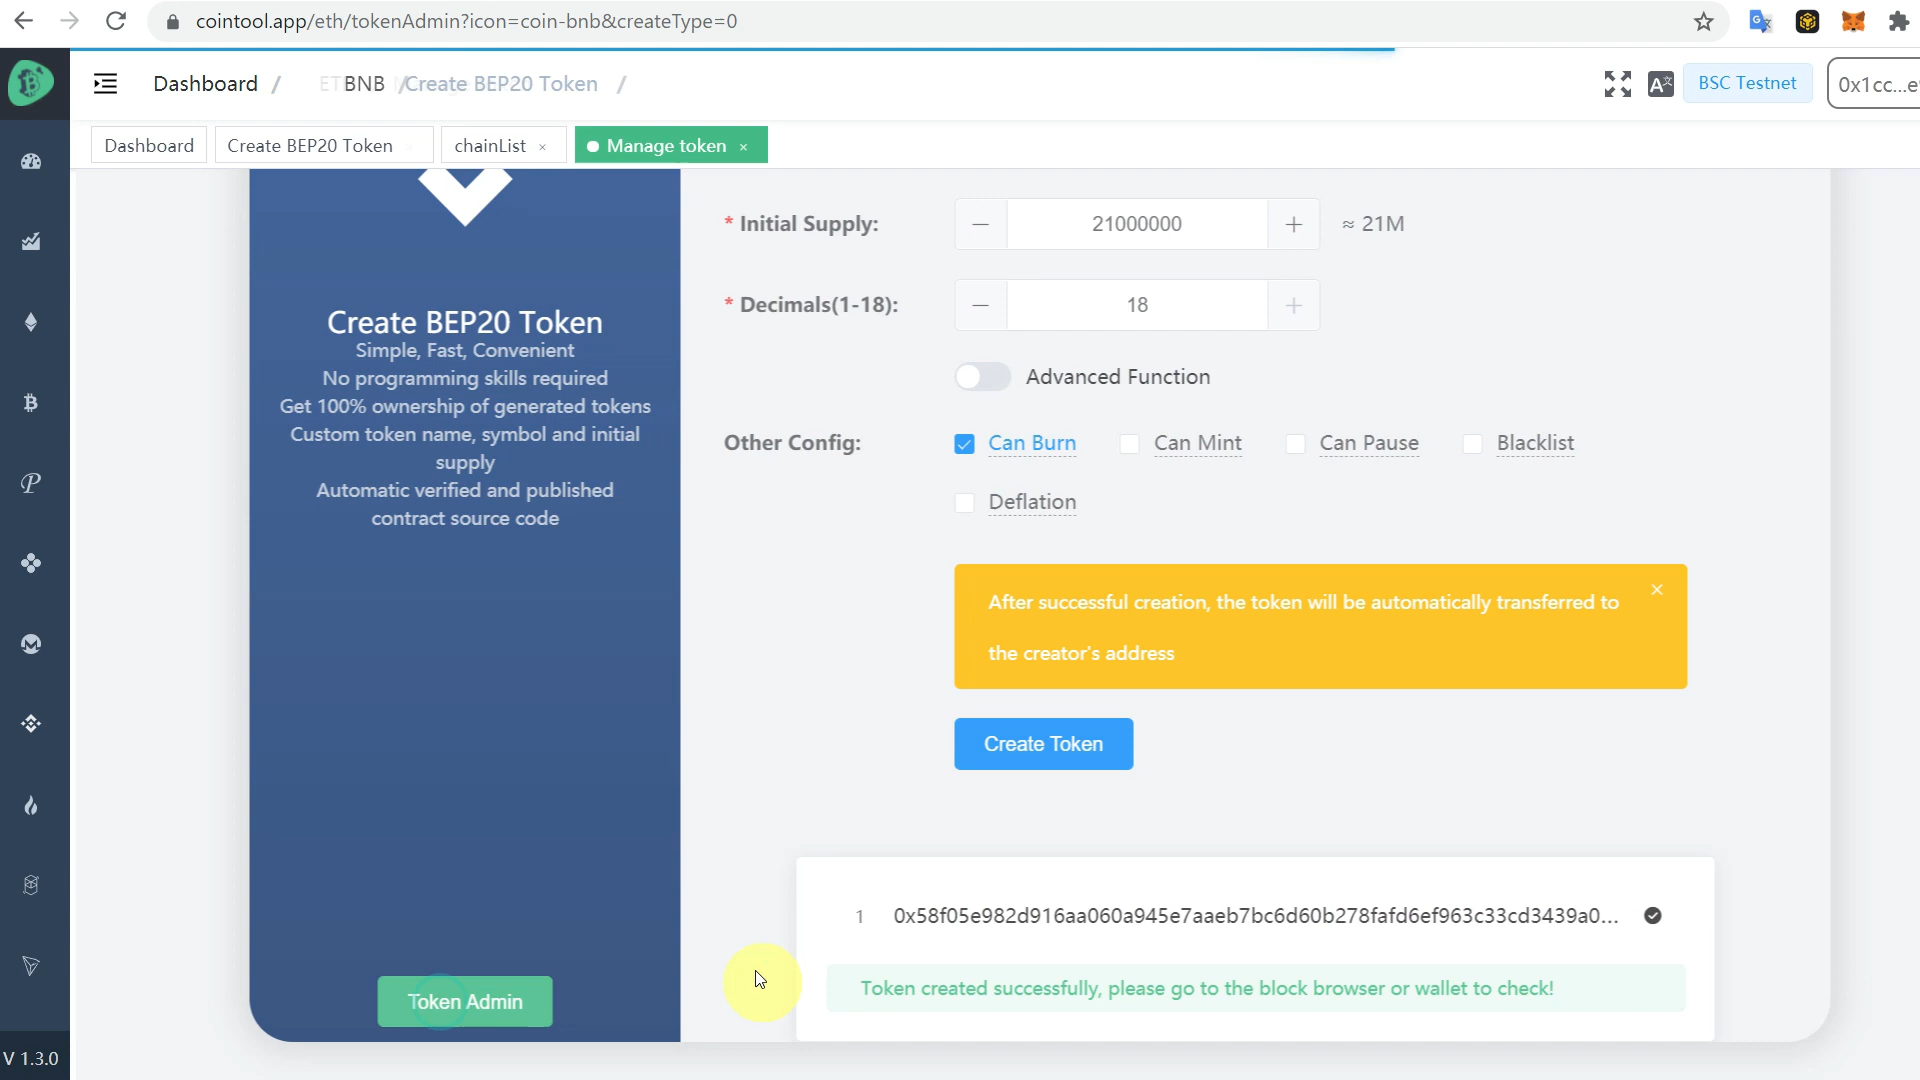 cointool.app/eth/tokenAdmin?icon=coin-bnb&createType=0
Dashboard / BNB / Create BEP20 Token /
BSC Testnet
0x1cc...e
Dashboard
Create BEP20 Token
chainList ×
Manage token ×
* Initial Supply:
21000000
≈ 21M
* Decimals(1-18):
18
Advanced Function
Other Config:
Can Burn
Can Mint
Can Pause
Blacklist
Deflation
After successful creation, the token will be automatically transferred to
the creator's address
Create Token
1 0x58f05e982d916aa060a945e7aaeb7bc6d60b278fafd6ef963c33cd3439a0...
Token created successfully, please go to the block browser or wallet to check!
Create BEP20 Token
Simple, Fast, Convenient
No programming skills required
Get 100% ownership of generated tokens
Custom token name, symbol and initial
supply
Automatic verified and published
contract source code
Token Admin
V 1.3.0